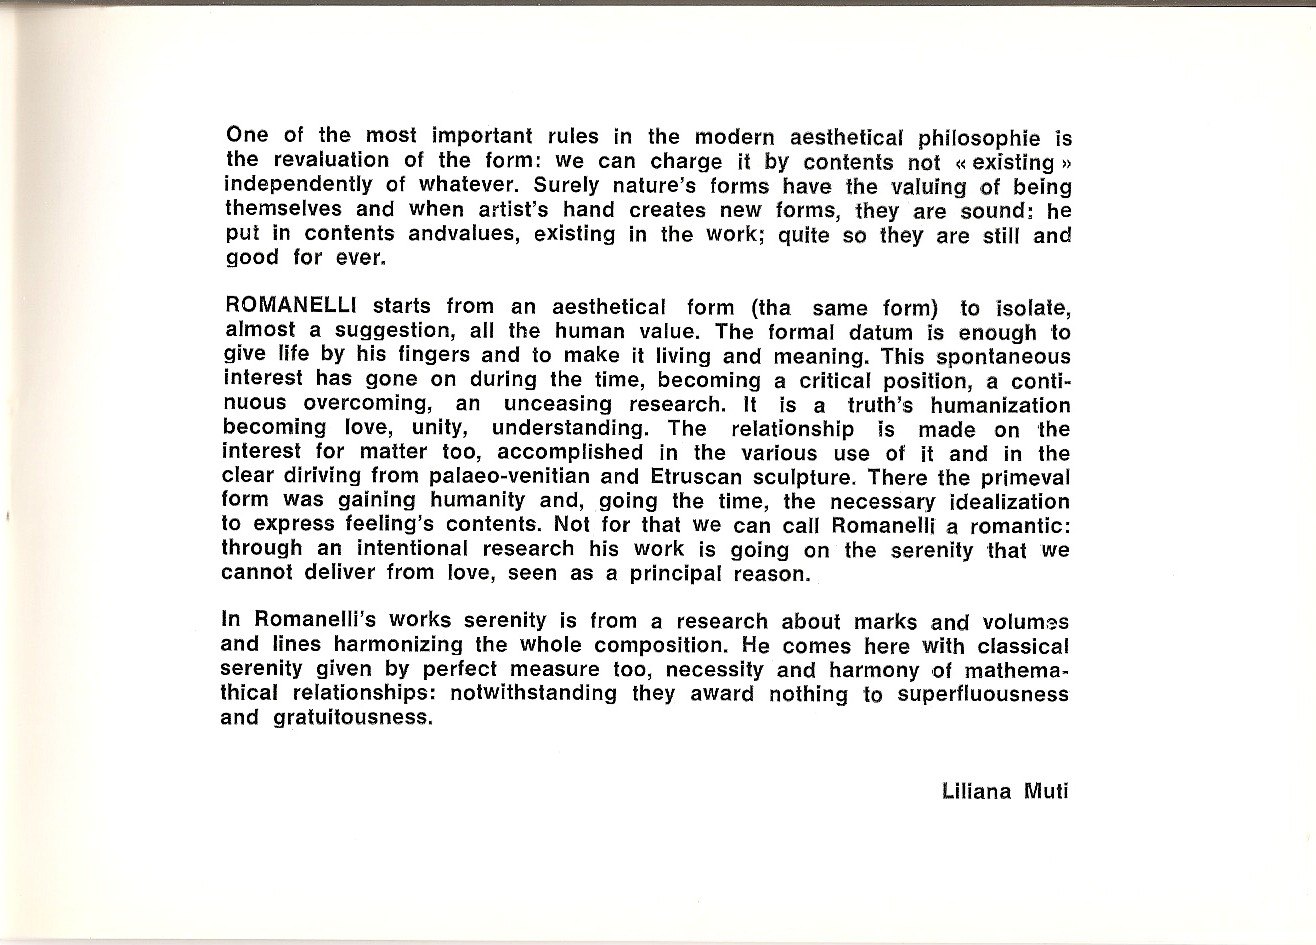 One of the most important rules in the modern aesthetical philosophie is
the revaluation of the form: we can charge it by contents not « existing »
independently of whatever. Surely nature's forms have the valuing of being
themselves and when artist's hand creates new forms, they are sound: he
put in contents andvalues, existing in the work; quite so they are still and
good for ever.
ROMANELLI starts from an aesthetical form (tha same form) to isolate,
almost a suggestion, all the human value. The formal datum is enough to
give life by his fingers and to make it living and meaning. This spontaneous
interest has gone on during the time, becoming a critical position, a conti-
nuous overcoming, an unceasing research. It is a truth's humanization
becoming love, unity, understanding. The relationship is made on the
interest for matter too, accomplished in the various use of it and in the
clear diriving from palaeo-venitian and Etruscan sculpture. There the primeval
form was gaining humanity and, going the time, the necessary idealization
to express feeling's contents. Not for that we can call Romanelli a romantic:
through an intentional research his work is going on the serenity that we
cannot deliver from love, seen as a principal reason.
In Romanelli's works serenity is from a research about marks and volumes
and lines harmonizing the whole composition. He comes here with classical
serenity given by perfect measure too, necessity and harmony of mathema-
thical relationships: notwithstanding they award nothing to superfluousness
and gratuitousness.
Liliana Muti